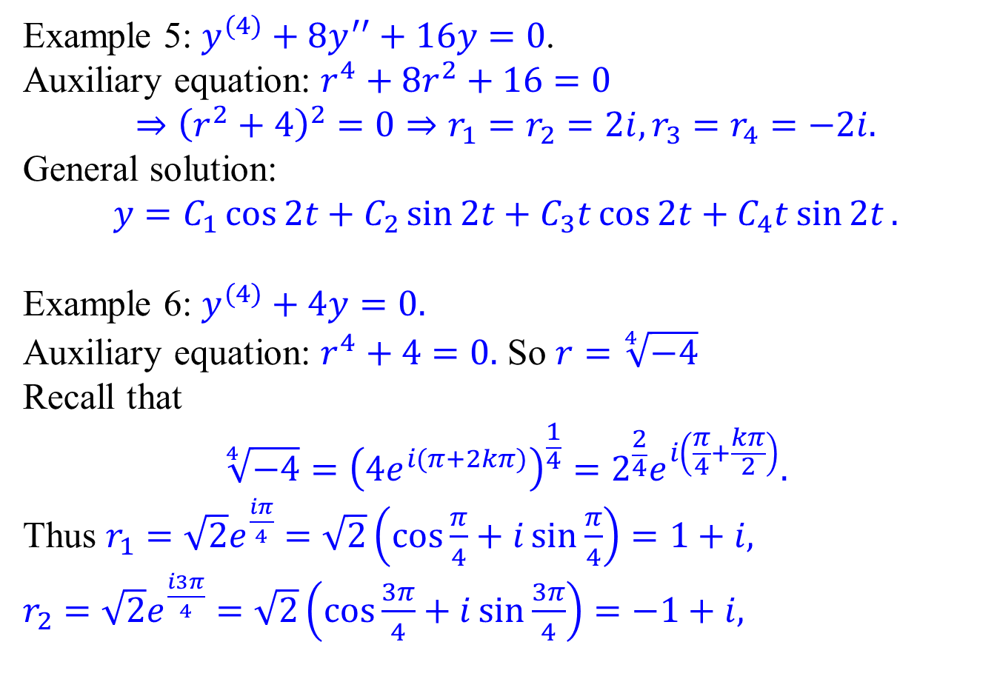 Example 5: $y^{(4)} + 8y'' + 16y = 0$.
Auxiliary equation: $r^4 + 8r^2 + 16 = 0$
$\Rightarrow (r^2 + 4)^2 = 0 \Rightarrow r_1 = r_2 = 2i, r_3 = r_4 = -2i.$
General solution:
$y = C_1 \cos 2t + C_2 \sin 2t + C_3 t \cos 2t + C_4 t \sin 2t .$
Example 6: $y^{(4)} + 4y = 0.$
Auxiliary equation: $r^4 + 4 = 0.$ So $r = \sqrt[4]{-4}$
Recall that
$\sqrt[4]{-4} = \left(4e^{i(\pi+2k\pi)}\right)^{\frac{1}{4}} = 2^{\frac{2}{4}} e^{i\left(\frac{\pi}{4}+\frac{k\pi}{2}\right)}.$
Thus $r_1 = \sqrt{2}e^{\frac{i\pi}{4}} = \sqrt{2}\left(\cos\frac{\pi}{4} + i \sin\frac{\pi}{4}\right) = 1 + i,$
$r_2 = \sqrt{2}e^{\frac{i3\pi}{4}} = \sqrt{2}\left(\cos\frac{3\pi}{4} + i \sin\frac{3\pi}{4}\right) = -1 + i,$